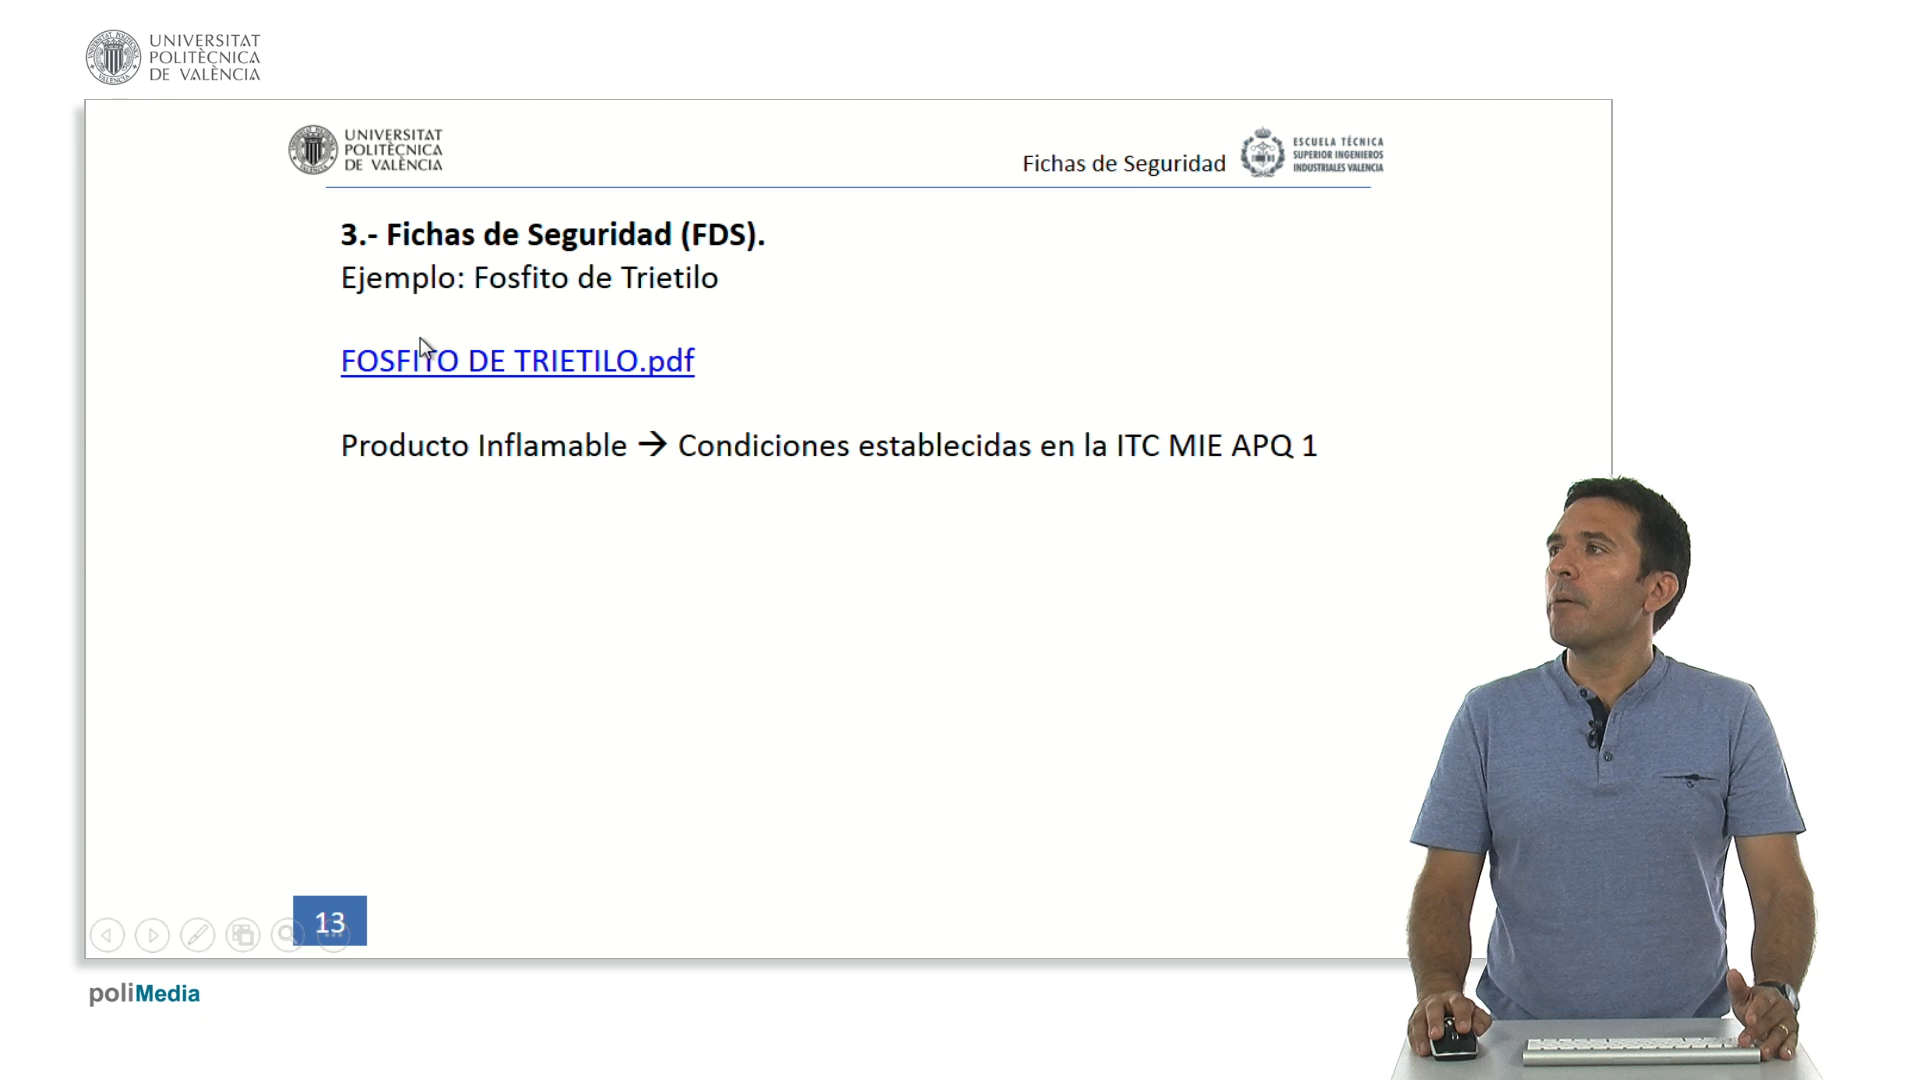 UNIVERSITAT
POLITÈCNICA
DE VALÈNCIA
UNIVERSITAT
POLITÈCNICA
DE VALÈNCIA
Fichas de Seguridad
ESCUELA TÉCNICA
SUPERIOR INGENIEROS
INDUSTRIALES VALENCIA
3.- Fichas de Seguridad (FDS).
Ejemplo: Fosfito de Trietilo
FOSFITO DE TRIETILO.pdf
Producto Inflamable → Condiciones establecidas en la ITC MIE APQ 1
13
poliMedia